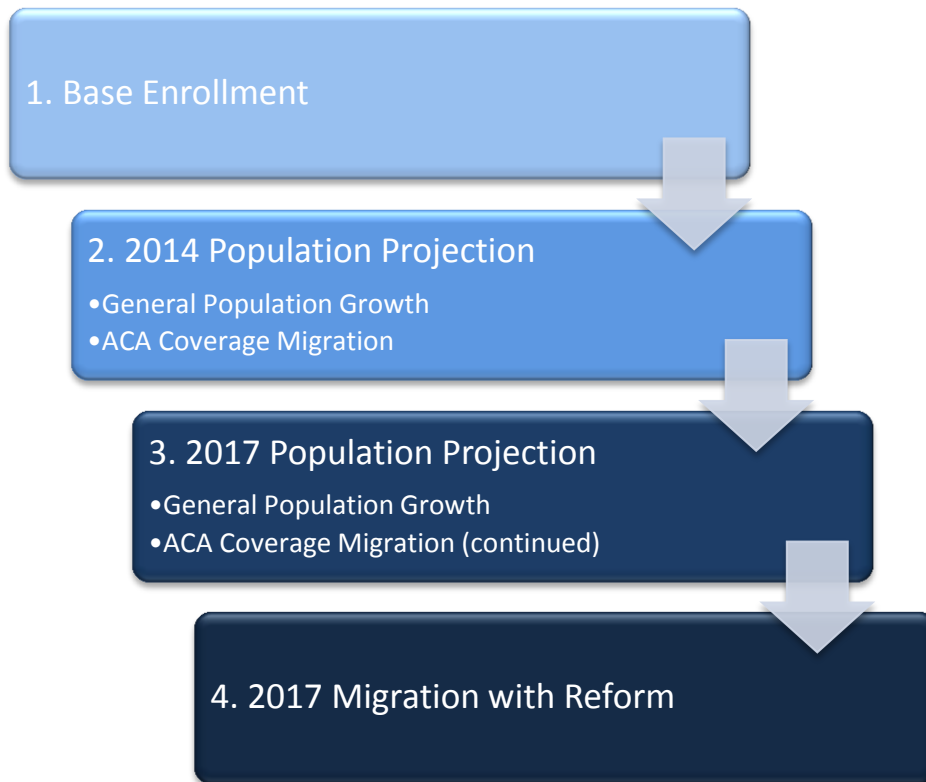 1. Base Enrollment
2. 2014 Population Projection
•General Population Growth
•ACA Coverage Migration
3. 2017 Population Projection
•General Population Growth
•ACA Coverage Migration (continued)
4. 2017 Migration with Reform